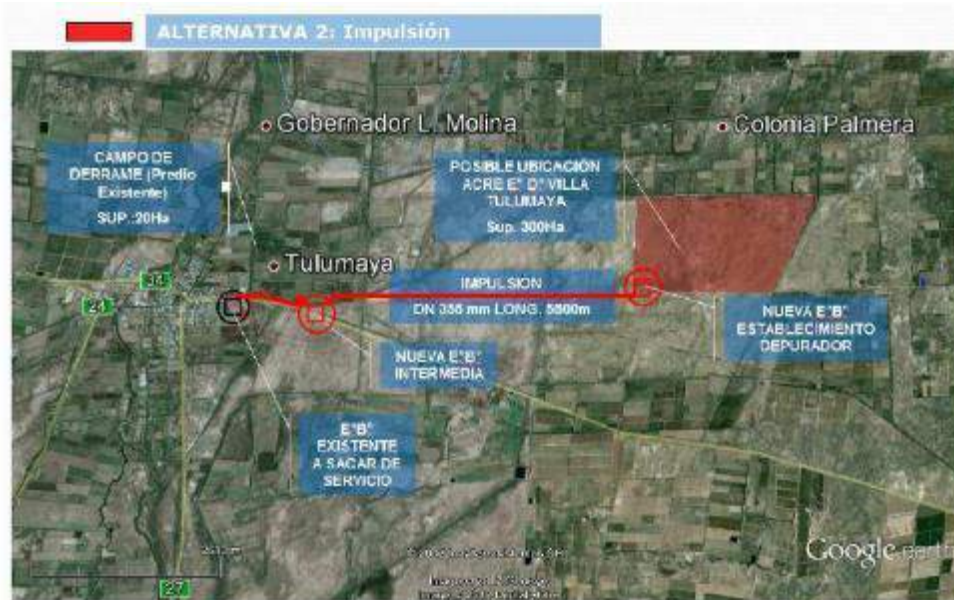 ALTERNATIVA 2: Impulsión
Gobernador L. Molina
Colonia Palmera
CAMPO DE
DERRAME (Predio
Existente)
SUP.:20Ha
POSIBLE UBICACIÓN
ACRE E° D° VILLA
TULUMAYA
Sup. 300Ha
Tulumaya
IMPULSION
DN 355 mm LONG. 5500m
NUEVA E°B°
ESTABLECIMIENTO
DEPURADOR
NUEVA E°B°
INTERMEDIA
E°B°
EXISTENTE
A SACAR DE
SERVICIO
34
24
27
Google earth